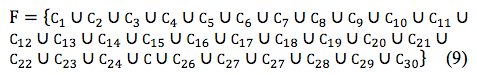 F = {C₁ ∪ C₂ ∪ C₃ ∪ C₄ ∪ C₅ ∪ C₆ ∪ C₇ ∪ C₈ ∪ C₉ ∪ C₁₀ ∪ C₁₁ ∪
C₁₂ ∪ C₁₃ ∪ C₁₄ ∪ C₁₅ ∪ C₁₆ ∪ C₁₇ ∪ C₁₈ ∪ C₁₉ ∪ C₂₀ ∪ C₂₁ ∪
C₂₂ ∪ C₂₃ ∪ C₂₄ ∪ C ∪ C₂₆ ∪ C₂₇ ∪ C₂₇ ∪ C₂₈ ∪ C₂₉ ∪ C₃₀} (9)